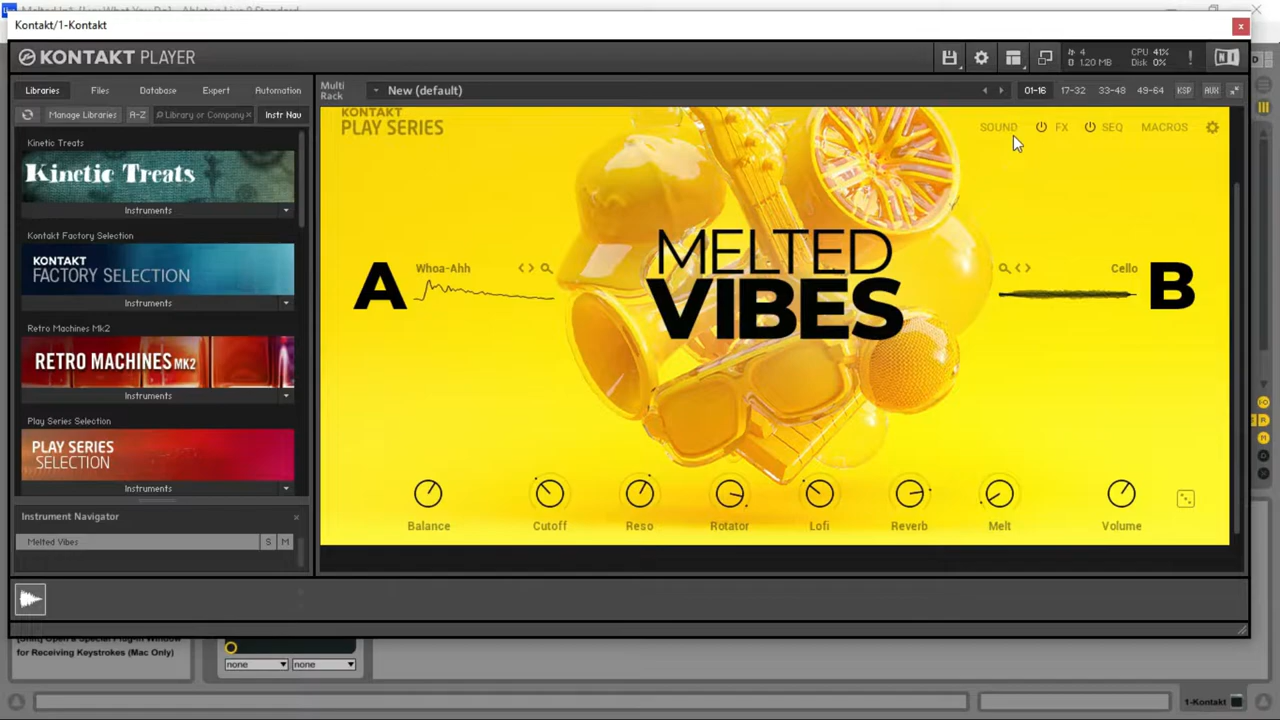 Kontakt/1-Kontakt
KONTAKT PLAYER
4
1.20 MB
CPU 41%
Disk 0%
!
NI
Libraries Files Database Expert Automation
Manage Libraries A-Z Library or Company Instr Nav
Kinetic Treats
Kinetic Treats
Instruments
Kontakt Factory Selection
KONTAKT
FACTORY SELECTION
Instruments
Retro Machines Mk2
RETRO MACHINES MK2
Instruments
Play Series Selection
PLAY SERIES
SELECTION
Instruments
Instrument Navigator
Melted Vibes S M
Multi
Rack
New (default)
01-16 17-32 33-48 49-64 KSP AUX
KONTAKT
PLAY SERIES
SOUND FX SEQ MACROS
MELTED
VIBES
A Whoa-Ahh
Cello B
Balance Cutoff Reso Rotator Lofi Reverb Melt Volume
[Shift] Open a Special Plug-In Window
for Receiving Keystrokes (Mac Only)
none none
1-Kontakt